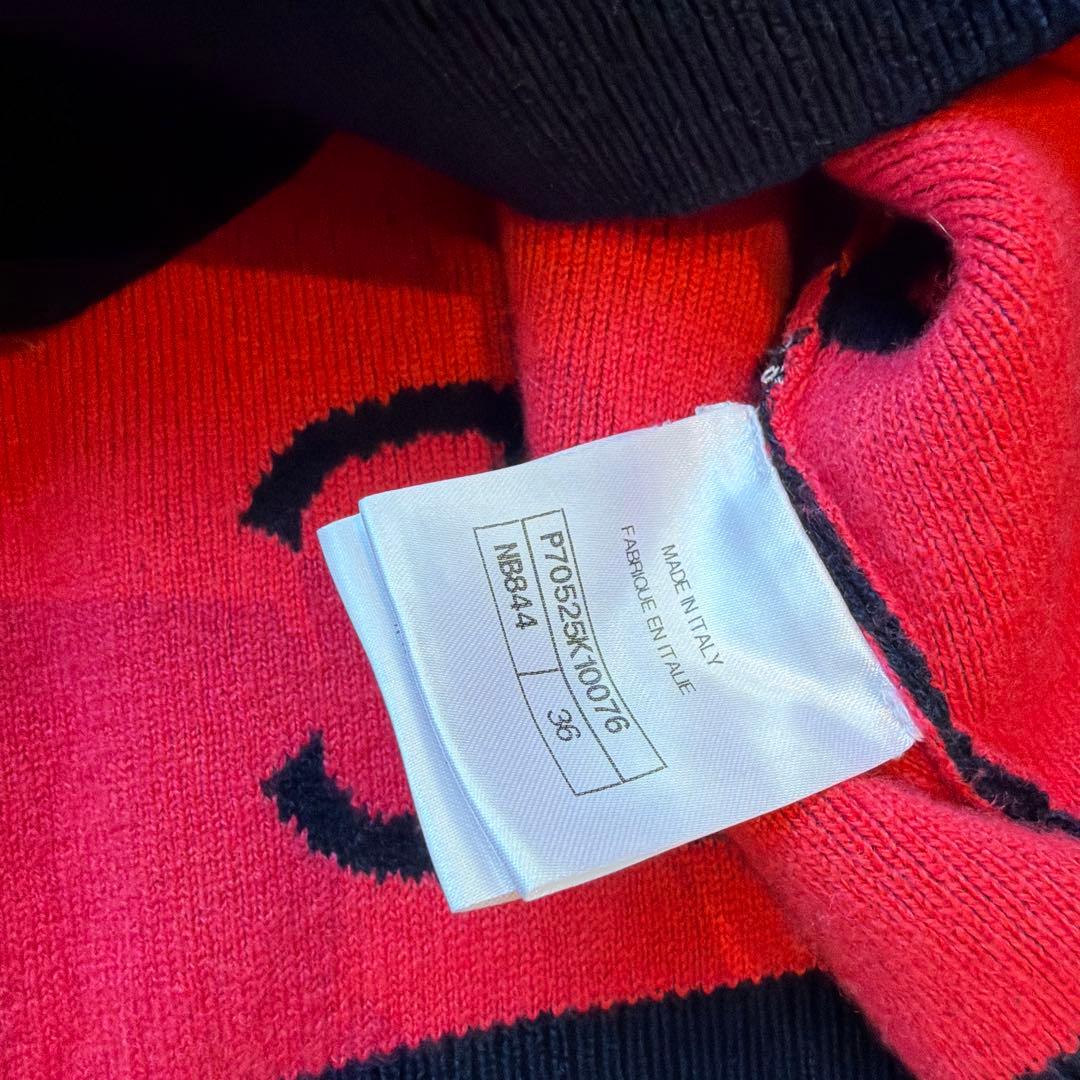 MADE IN ITALY
FABRIQUE EN ITALIE
P70525K10076
NB844 36